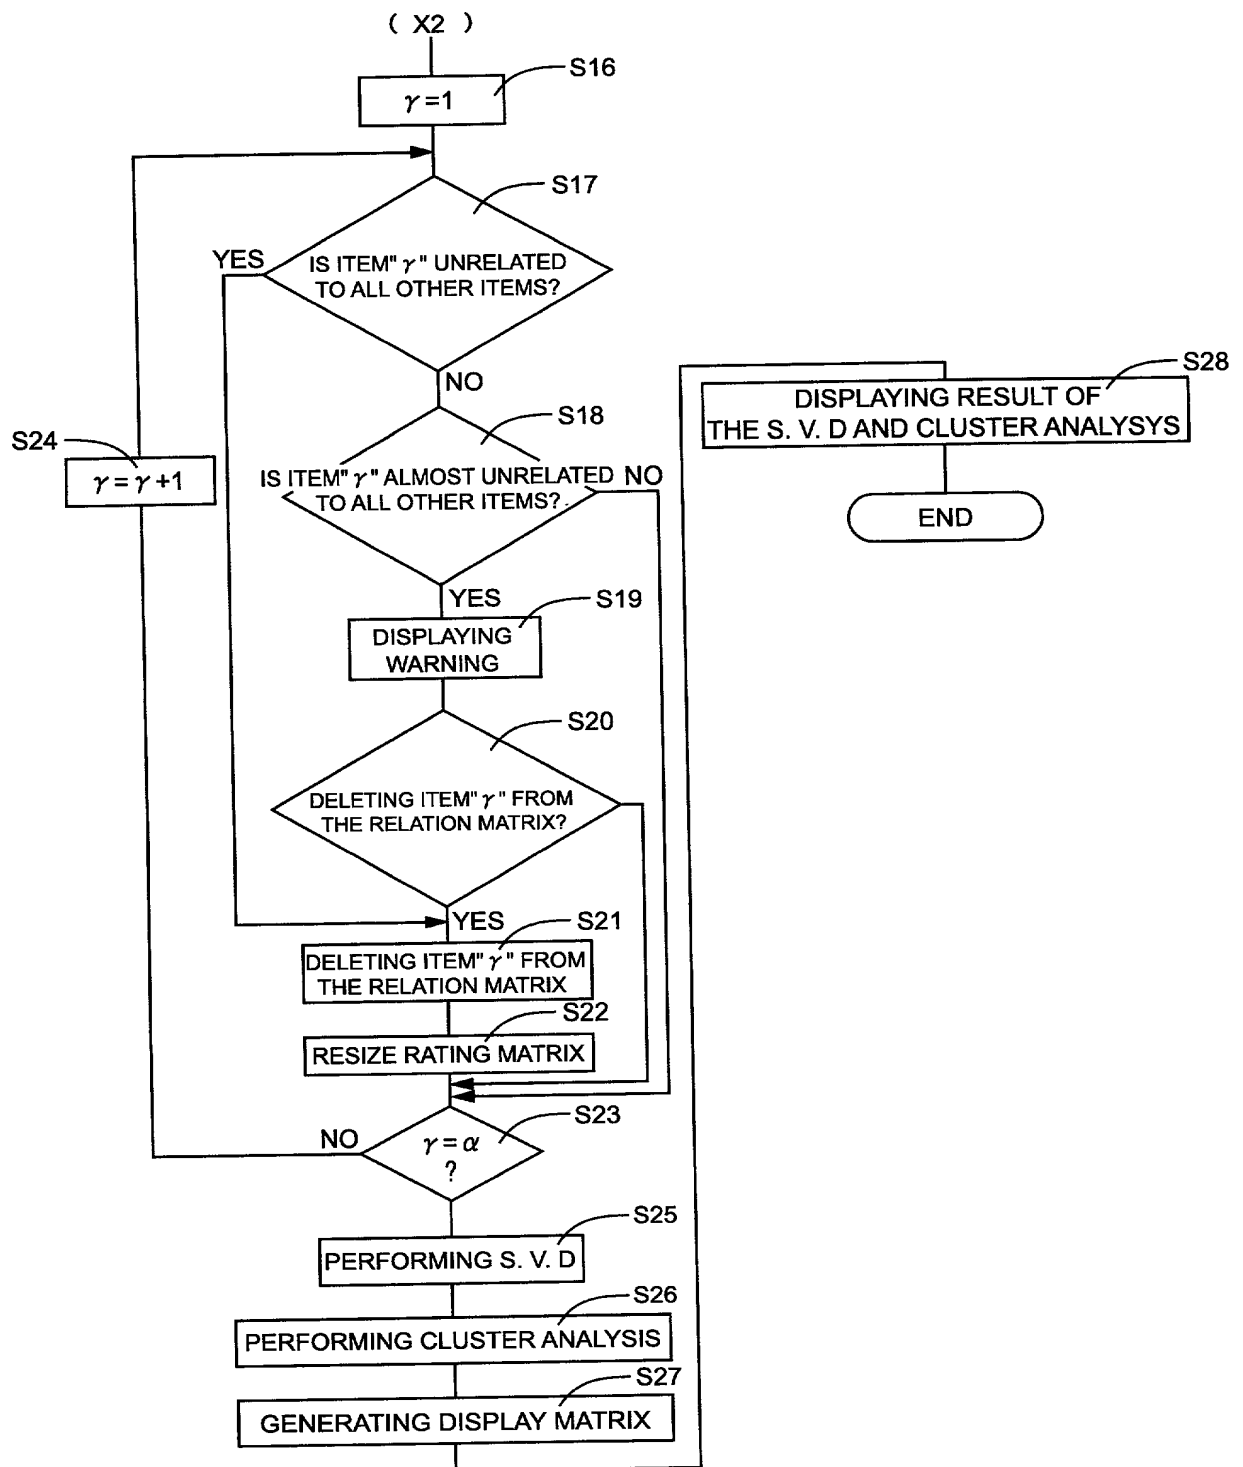 ( X2 )
S16
γ=1
S17
YES
IS ITEM" γ " UNRELATED
TO ALL OTHER ITEMS?
NO
S28
DISPLAYING RESULT OF
THE S. V. D AND CLUSTER ANALYSYS
END
S18
S24
γ = γ +1
IS ITEM" γ " ALMOST UNRELATED
TO ALL OTHER ITEMS?
NO
YES
S19
DISPLAYING
WARNING
S20
DELETING ITEM" γ " FROM
THE RELATION MATRIX?
YES
S21
DELETING ITEM" γ " FROM
THE RELATION MATRIX
S22
RESIZE RATING MATRIX
S23
NO
γ = α
?
S25
PERFORMING S. V. D
S26
PERFORMING CLUSTER ANALYSIS
S27
GENERATING DISPLAY MATRIX